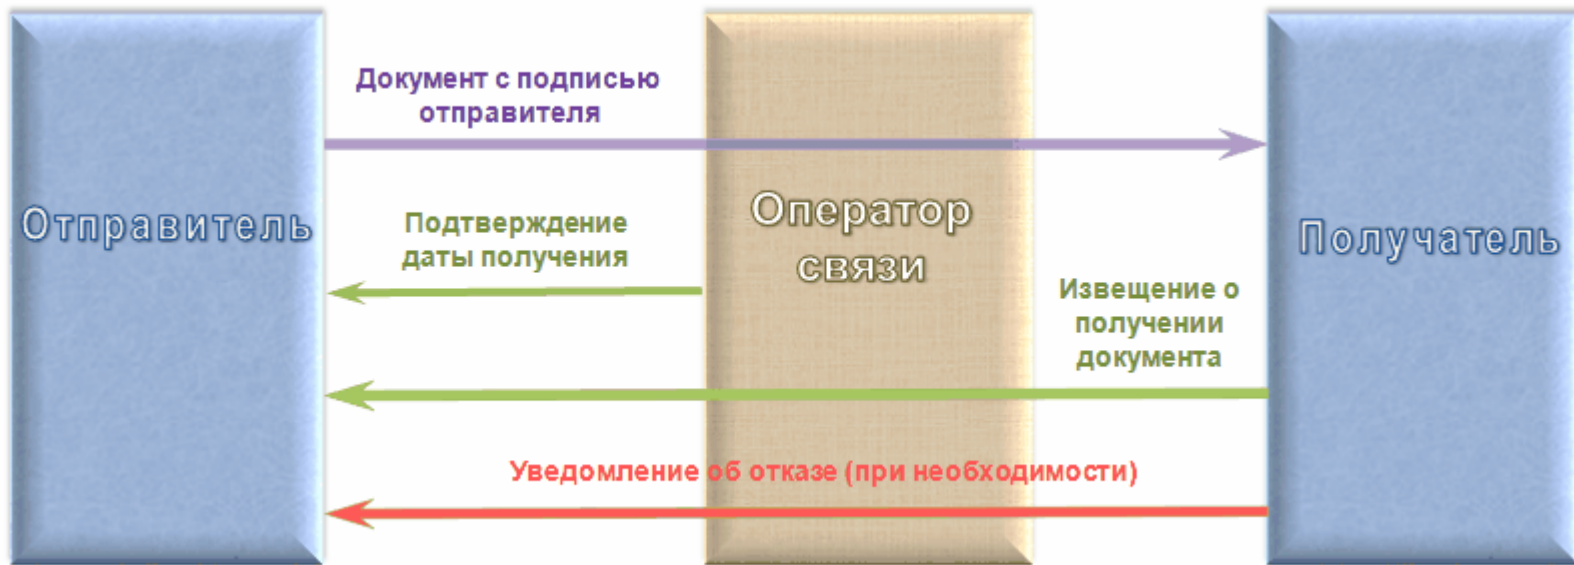 Документ с подписью
отправителя
Отправитель
Подтверждение
даты получения
Оператор
связи
Получатель
Извещение о
получении
документа
Уведомление об отказе (при необходимости)